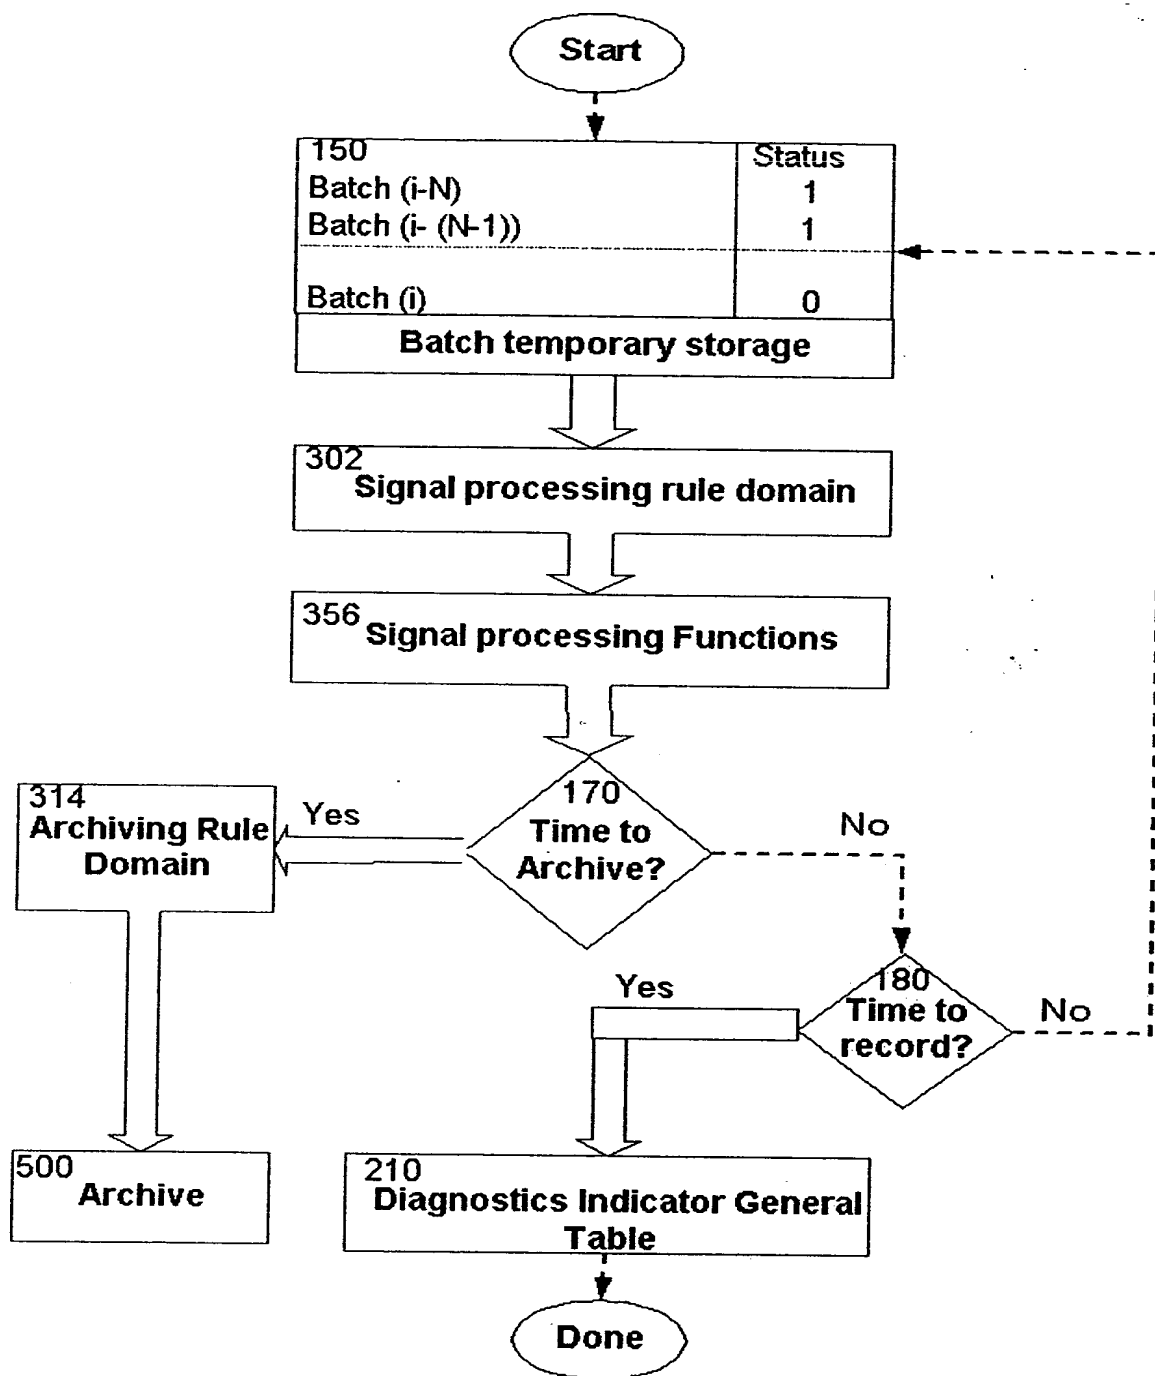 Start
150
Status
Batch (i-N)
1
Batch (i- (N-1))
1
Batch (i)
0
Batch temporary storage
302
Signal processing rule domain
356
Signal processing Functions
170
Time to
Archive?
Yes
No
314
Archiving Rule
Domain
180
Time to
record?
Yes
No
500
Archive
210
Diagnostics Indicator General
Table
Done